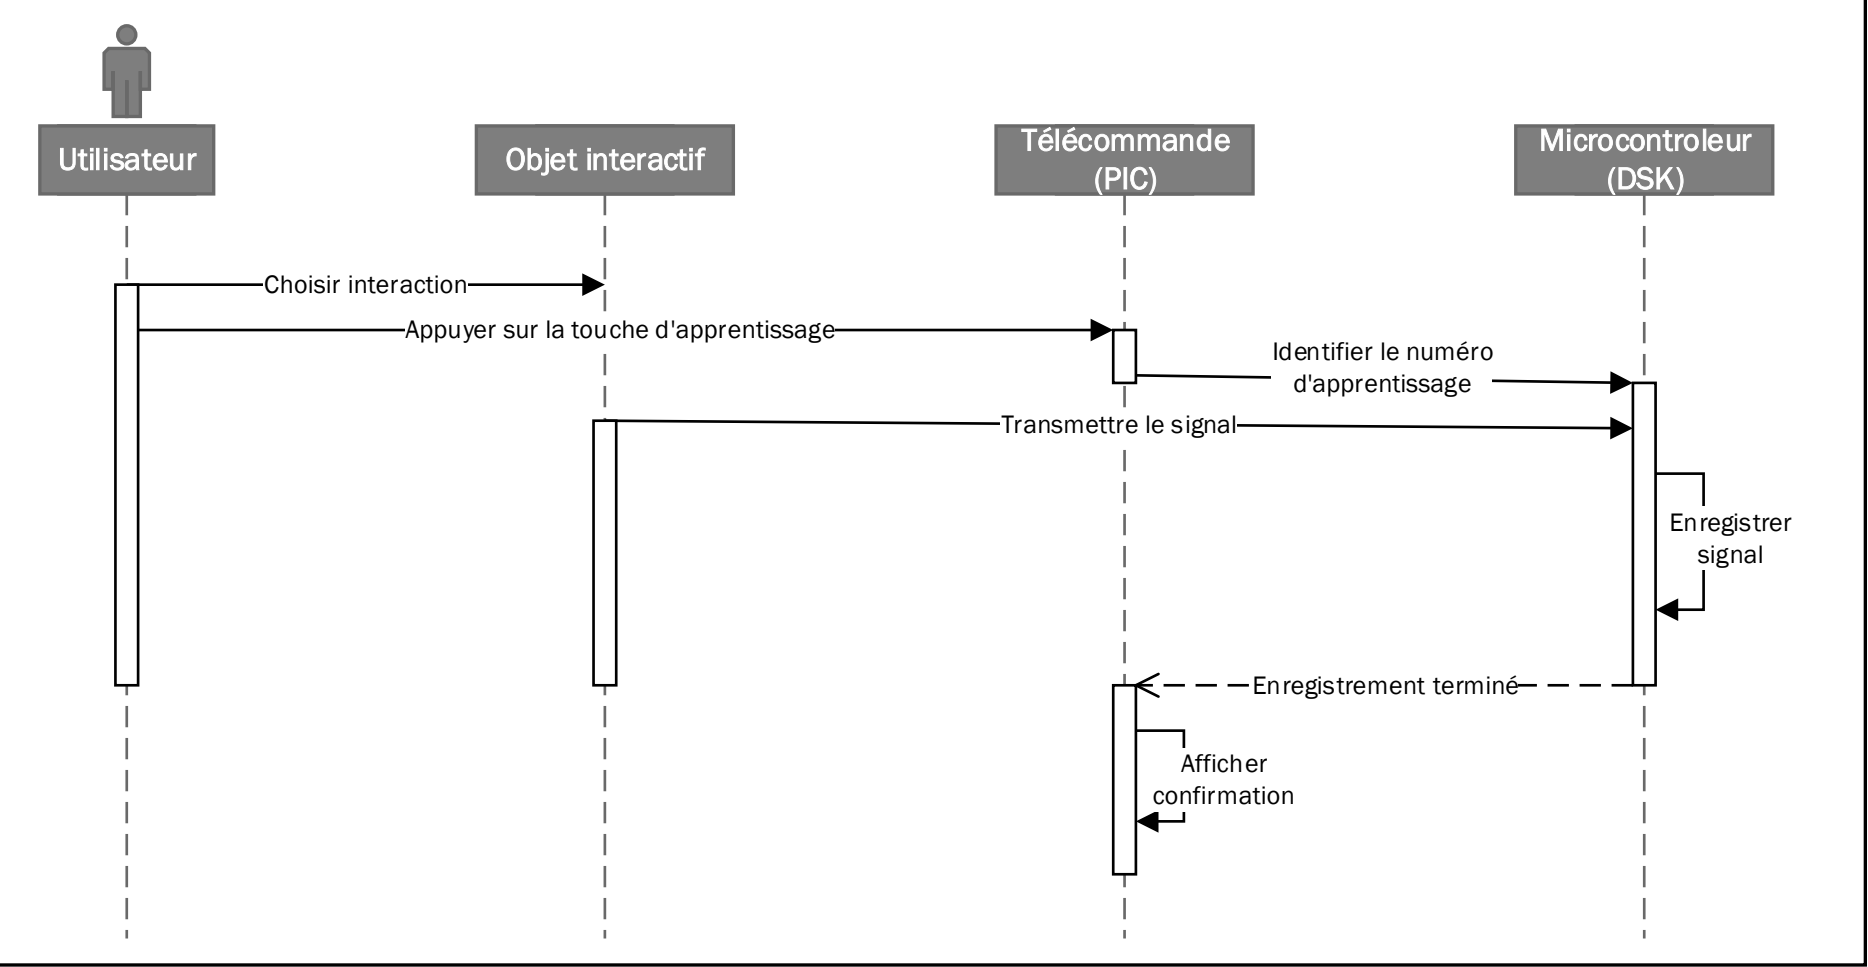 Utilisateur
Objet interactif
Télécommande
(PIC)
Microcontroleur
(DSK)
Choisir interaction
Appuyer sur la touche d'apprentissage
Identifier le numéro
d'apprentissage
Transmettre le signal
Enregistrer
signal
Enregistrement terminé
Afficher
confirmation